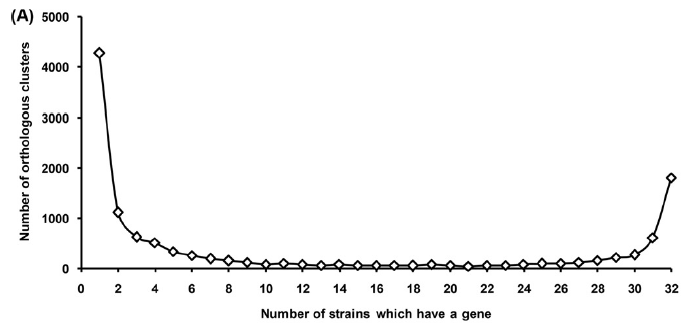 (A)
5000
4000
3000
2000
1000
0
Number of orthologous clusters
0 2 4 6 8 10 12 14 16 18 20 22 24 26 28 30 32
Number of strains which have a gene